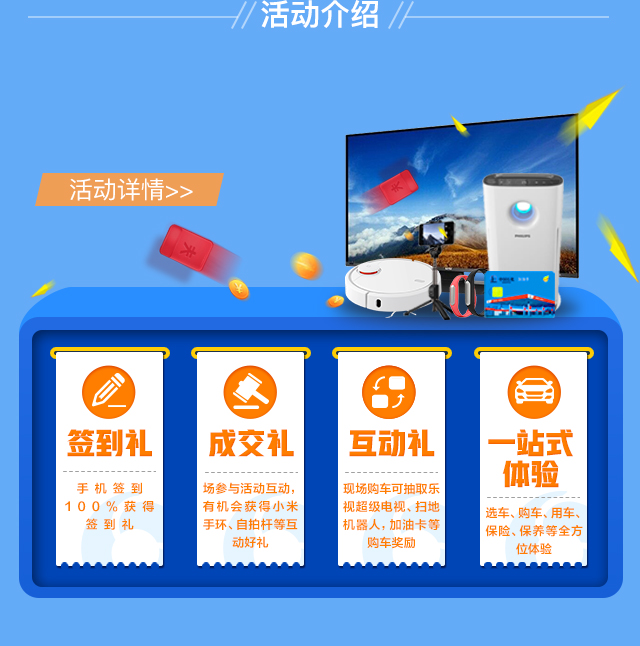 活动介绍
活动详情>>
PHILIPS
签到礼
手机签到
100%获得
签到礼
成交礼
场参与活动互动,
有机会获得小米
手环、自拍杆等互
动好礼
互动礼
现场购车可抽取乐
视超级电视、扫地
机器人,加油卡等
购车奖励
一站式
体验
选车、购车、用车、
保险、保养等全方
位体验